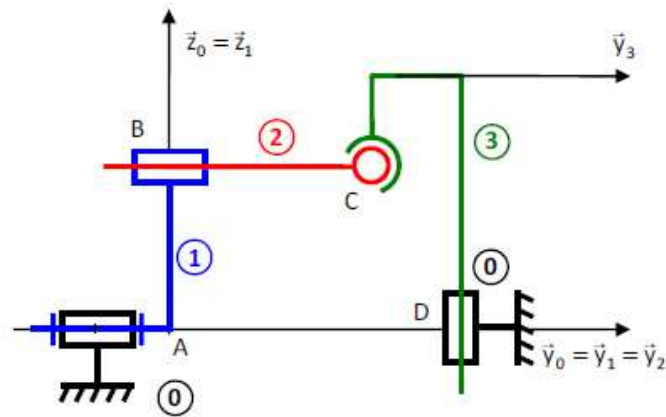 z⃗₀ = z⃗₁
y⃗₃
B
②
③
C
①
⓪
D
A
y⃗₀ = y⃗₁ = y⃗₂
⓪